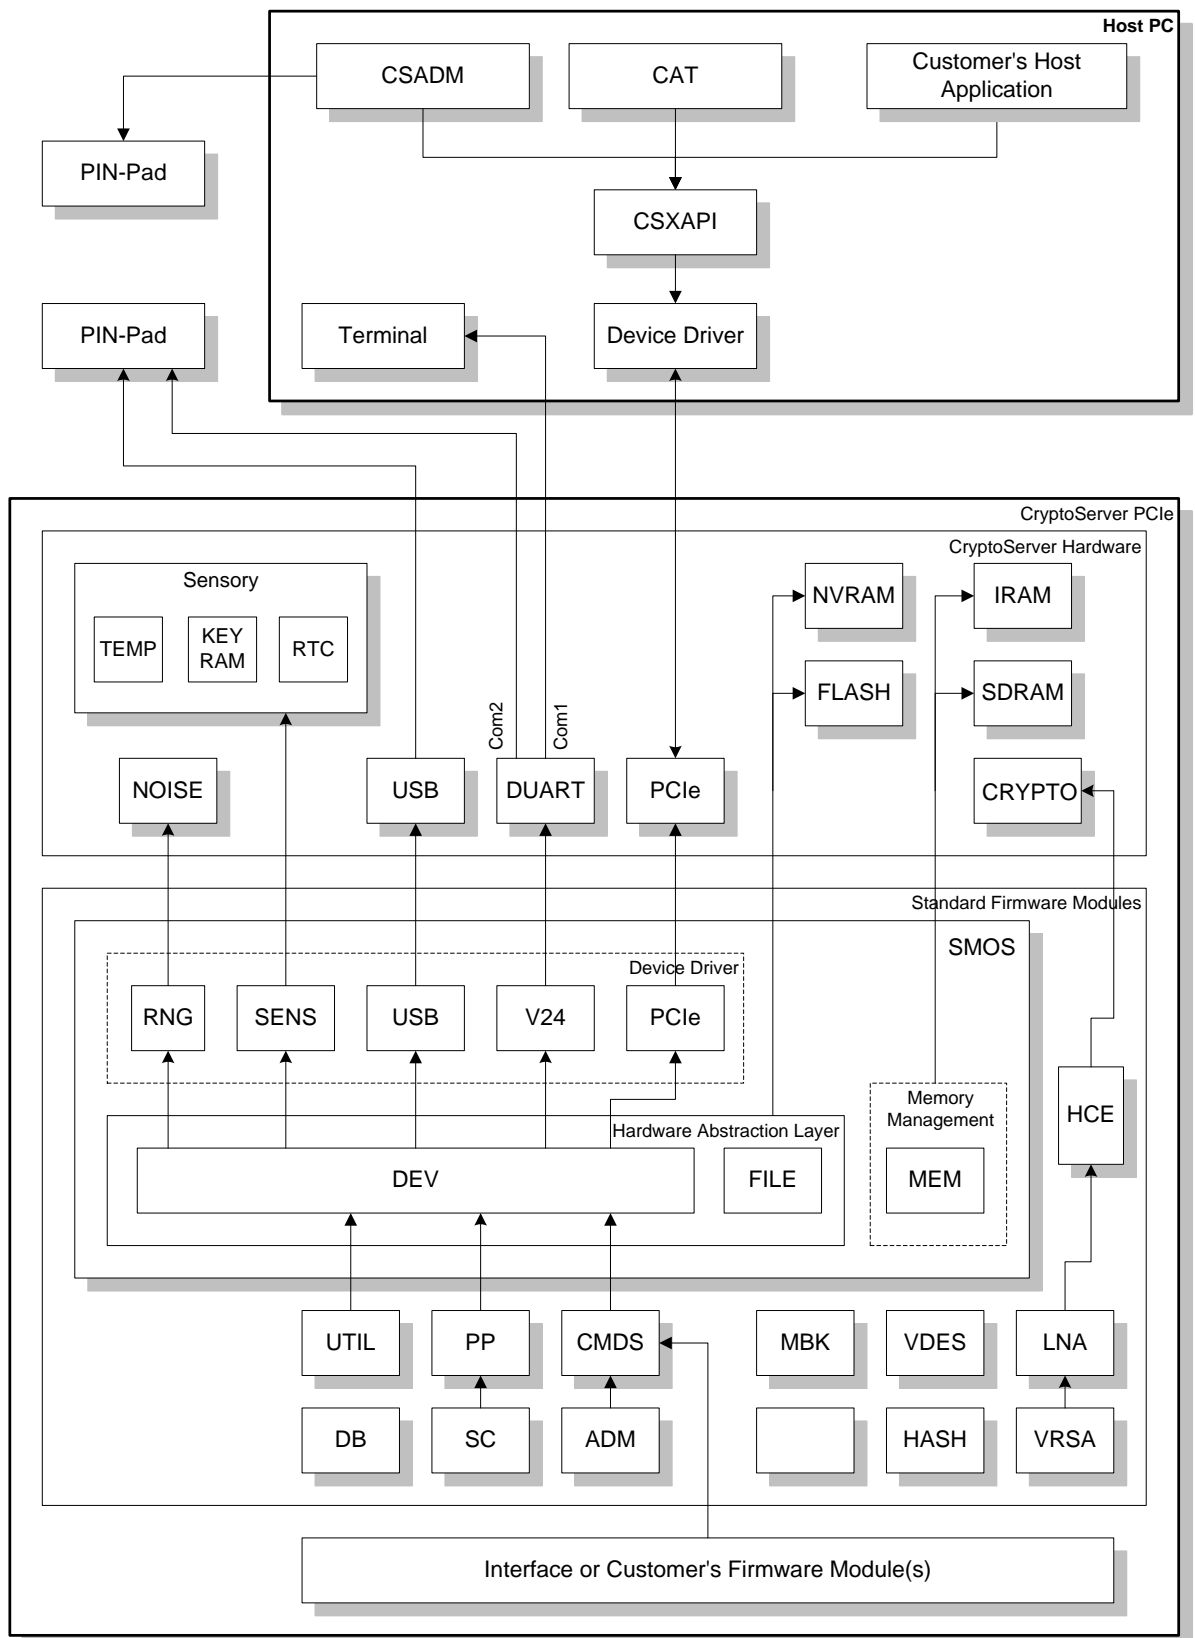 Host PC
CSADM
CAT
Customer's Host
Application
PIN-Pad
CSXAPI
PIN-Pad
Terminal
Device Driver
CryptoServer PCIe
CryptoServer Hardware
Sensory
TEMP
KEY
RAM
RTC
NVRAM
IRAM
FLASH
SDRAM
Com2
Com1
NOISE
USB
DUART
PCIe
CRYPTO
Standard Firmware Modules
SMOS
Device Driver
RNG
SENS
USB
V24
PCIe
Memory
Management
Hardware Abstraction Layer
HCE
DEV
FILE
MEM
UTIL
PP
CMDS
MBK
VDES
LNA
DB
SC
ADM
HASH
VRSA
Interface or Customer's Firmware Module(s)